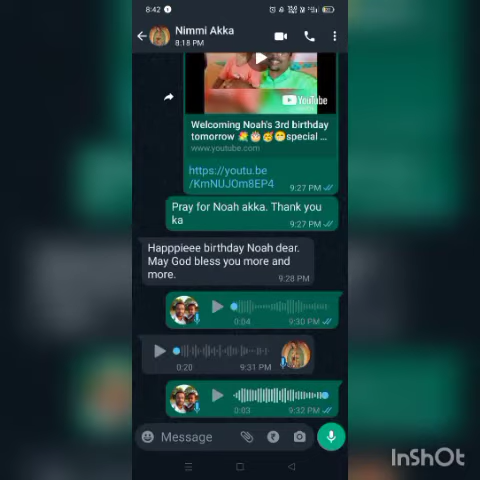 8:42
Nimmi Akka
8:18 PM
YouTube
Welcoming Noah's 3rd birthday
tomorrow 💐🎂🥳😁special ...
www.youtube.com
https://youtu.be
/KmNUJOm8EP4
9:27 PM
Pray for Noah akka. Thank you
ka
9:27 PM
Happpieee birthday Noah dear.
May God bless you more and
more.
9:28 PM
0:04
9:30 PM
0:20
9:31 PM
0:03
9:32 PM
Message
InShOt